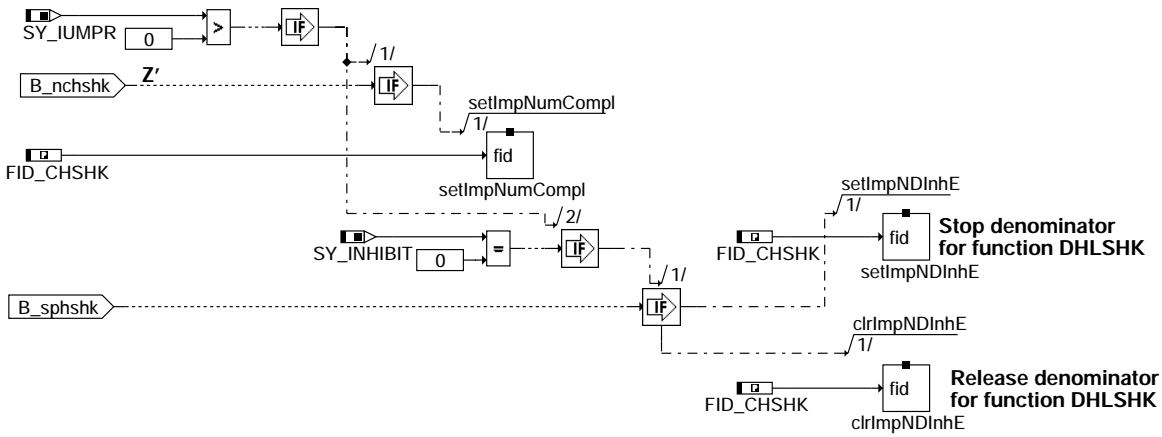 SY_IUMPR
0
>
IF
1/
B_nchshk
Z'
IF
setImpNumCompl
1/
FID_CHSHK
fid
setImpNumCompl
2/
SY_INHIBIT
0
=
IF
1/
setImpNDInhE
1/
FID_CHSHK
fid
setImpNDInhE
Stop denominator
for function DHLSHK
B_sphshk
IF
clrImpNDInhE
1/
FID_CHSHK
fid
clrImpNDInhE
Release denominator
for function DHLSHK